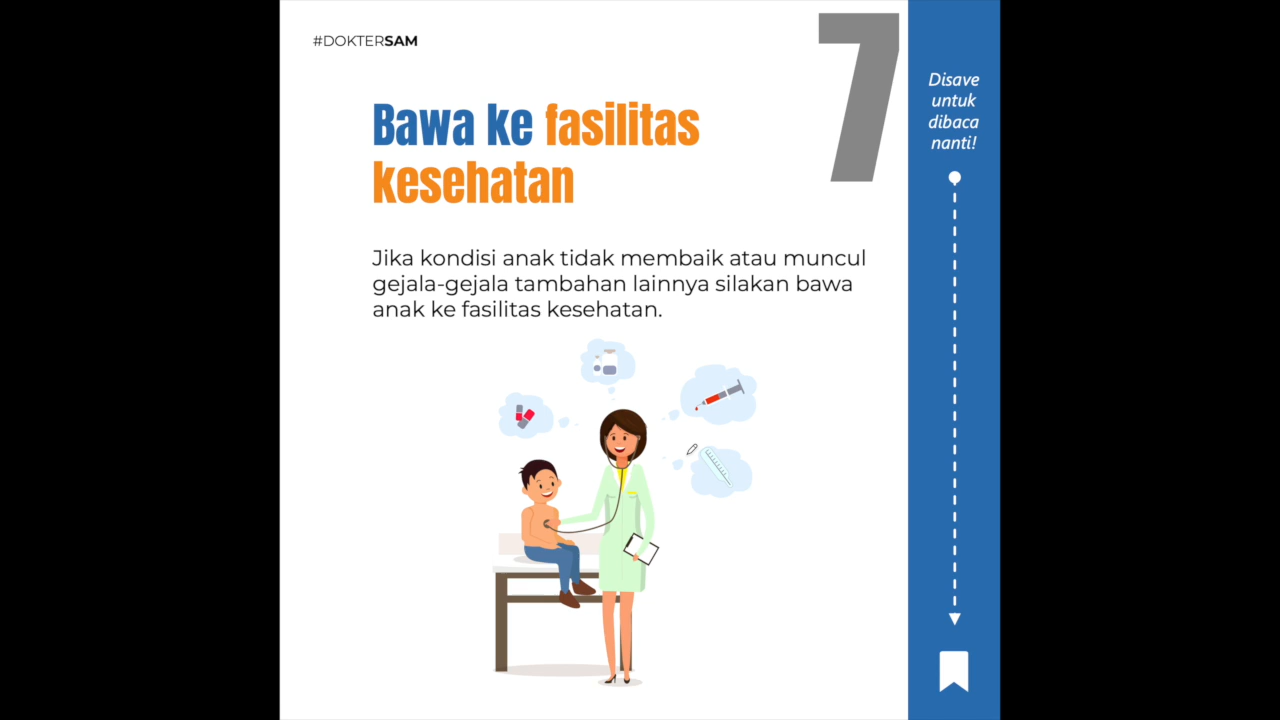 #DOKTERSAM
7
Bawa ke fasilitas
kesehatan
Jika kondisi anak tidak membaik atau muncul
gejala-gejala tambahan lainnya silakan bawa
anak ke fasilitas kesehatan.
Disave
untuk
dibaca
nanti!